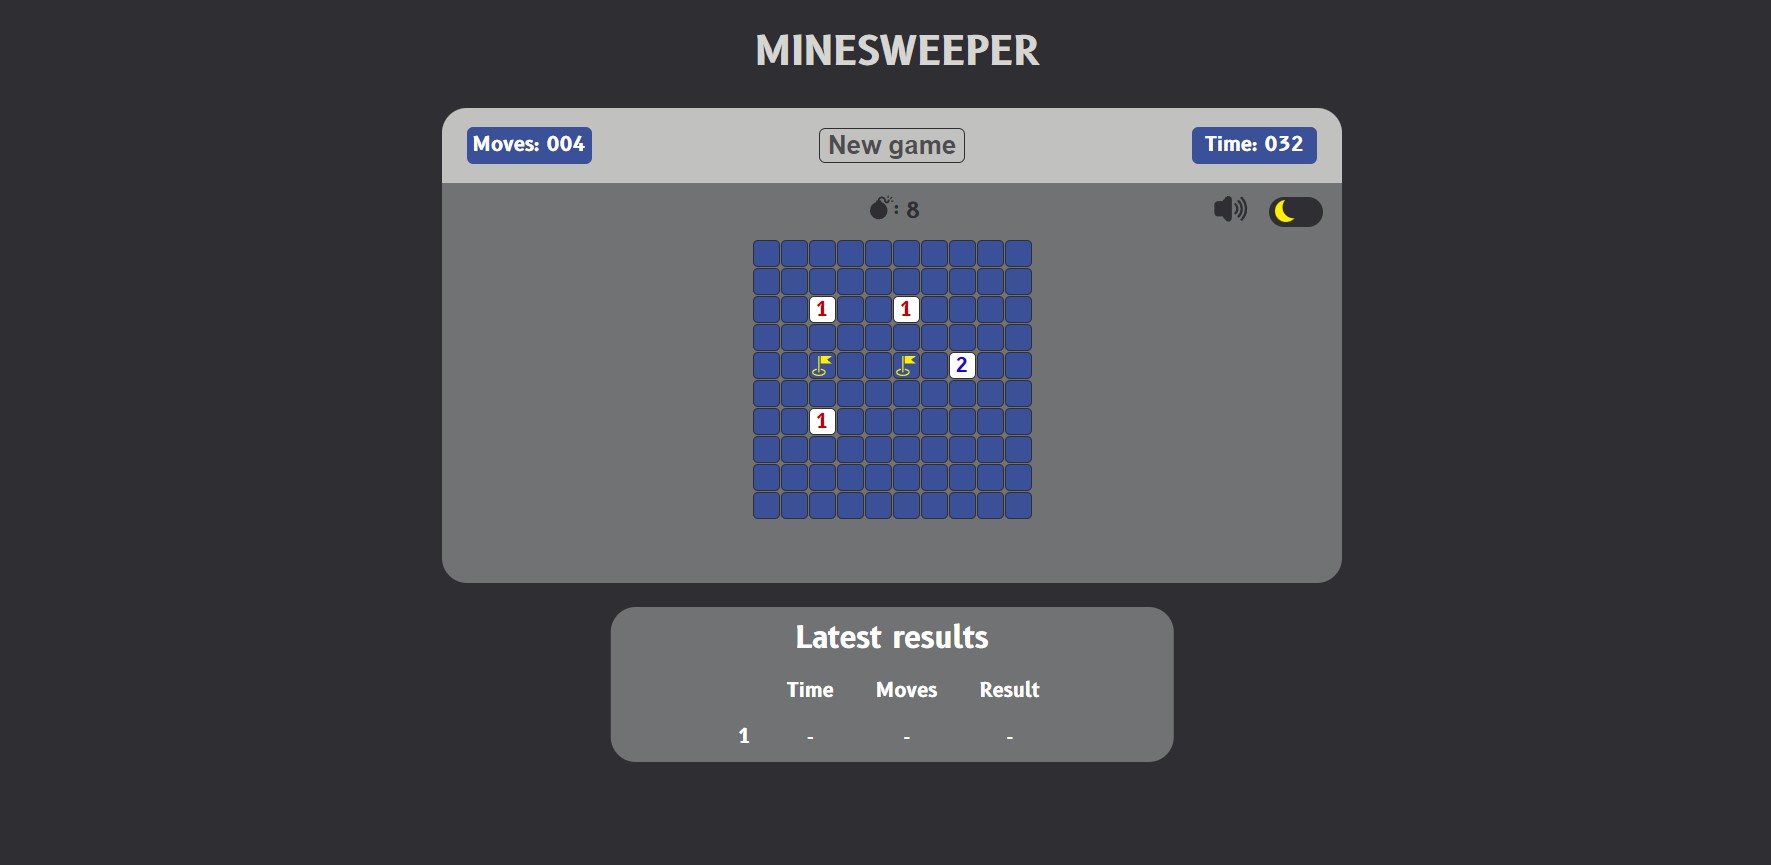 MINESWEEPER
Moves: 004 New game Time: 032
: 8
1 1
2
1
Latest results
Time Moves Result
1 - - -